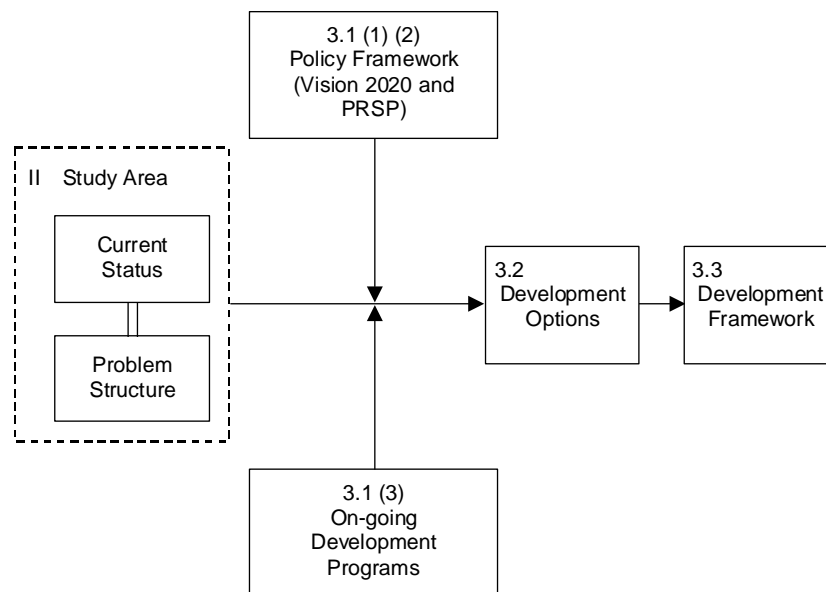 3.1 (1) (2)
Policy Framework
(Vision 2020 and
PRSP)
II Study Area
Current
Status
Problem
Structure
3.2
Development
Options
3.3
Development
Framework
3.1 (3)
On-going
Development
Programs